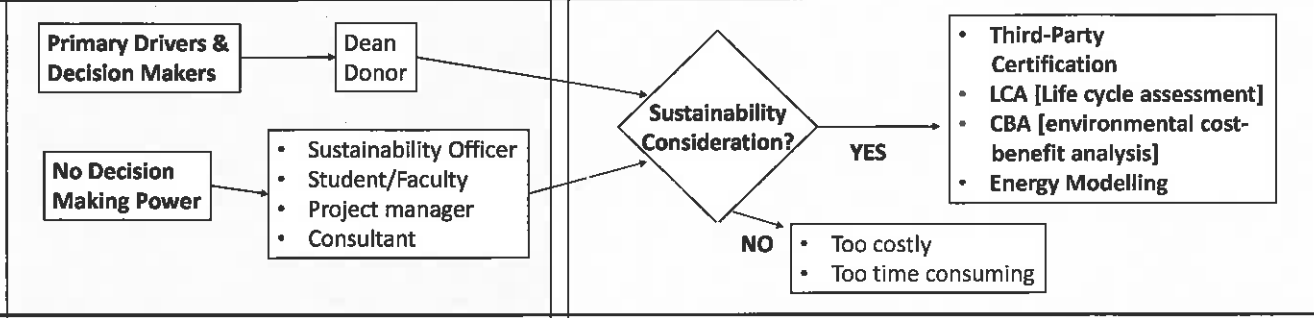 Primary Drivers &
Decision Makers
Dean
Donor
No Decision
Making Power
• Sustainability Officer
• Student/Faculty
• Project manager
• Consultant
Sustainability
Consideration?
YES
• Third-Party
Certification
• LCA [Life cycle assessment]
• CBA [environmental cost-
benefit analysis]
• Energy Modelling
NO
• Too costly
• Too time consuming